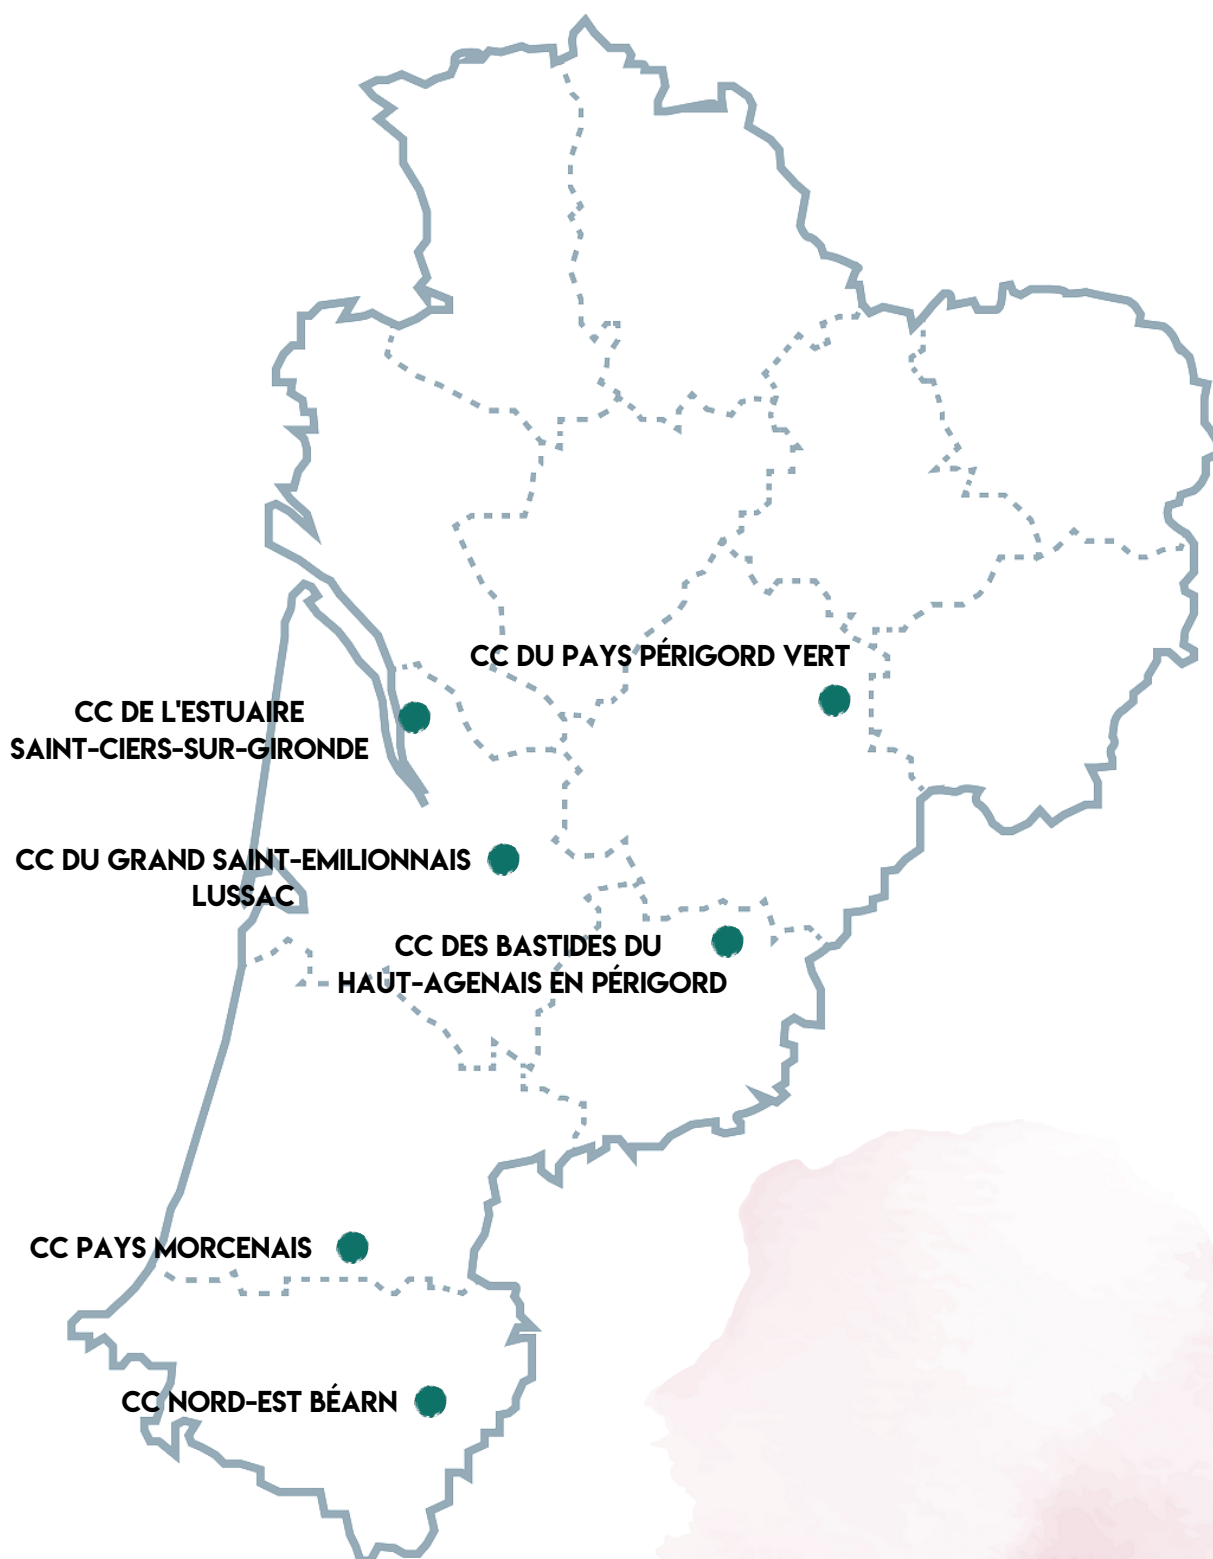 CC DU PAYS PÉRIGORD VERT
CC DE L'ESTUAIRE
SAINT-CIERS-SUR-GIRONDE
CC DU GRAND SAINT-EMILIONNAIS
LUSSAC
CC DES BASTIDES DU
HAUT-AGENAIS EN PÉRIGORD
CC PAYS MORCENAIS
CC NORD-EST BÉARN